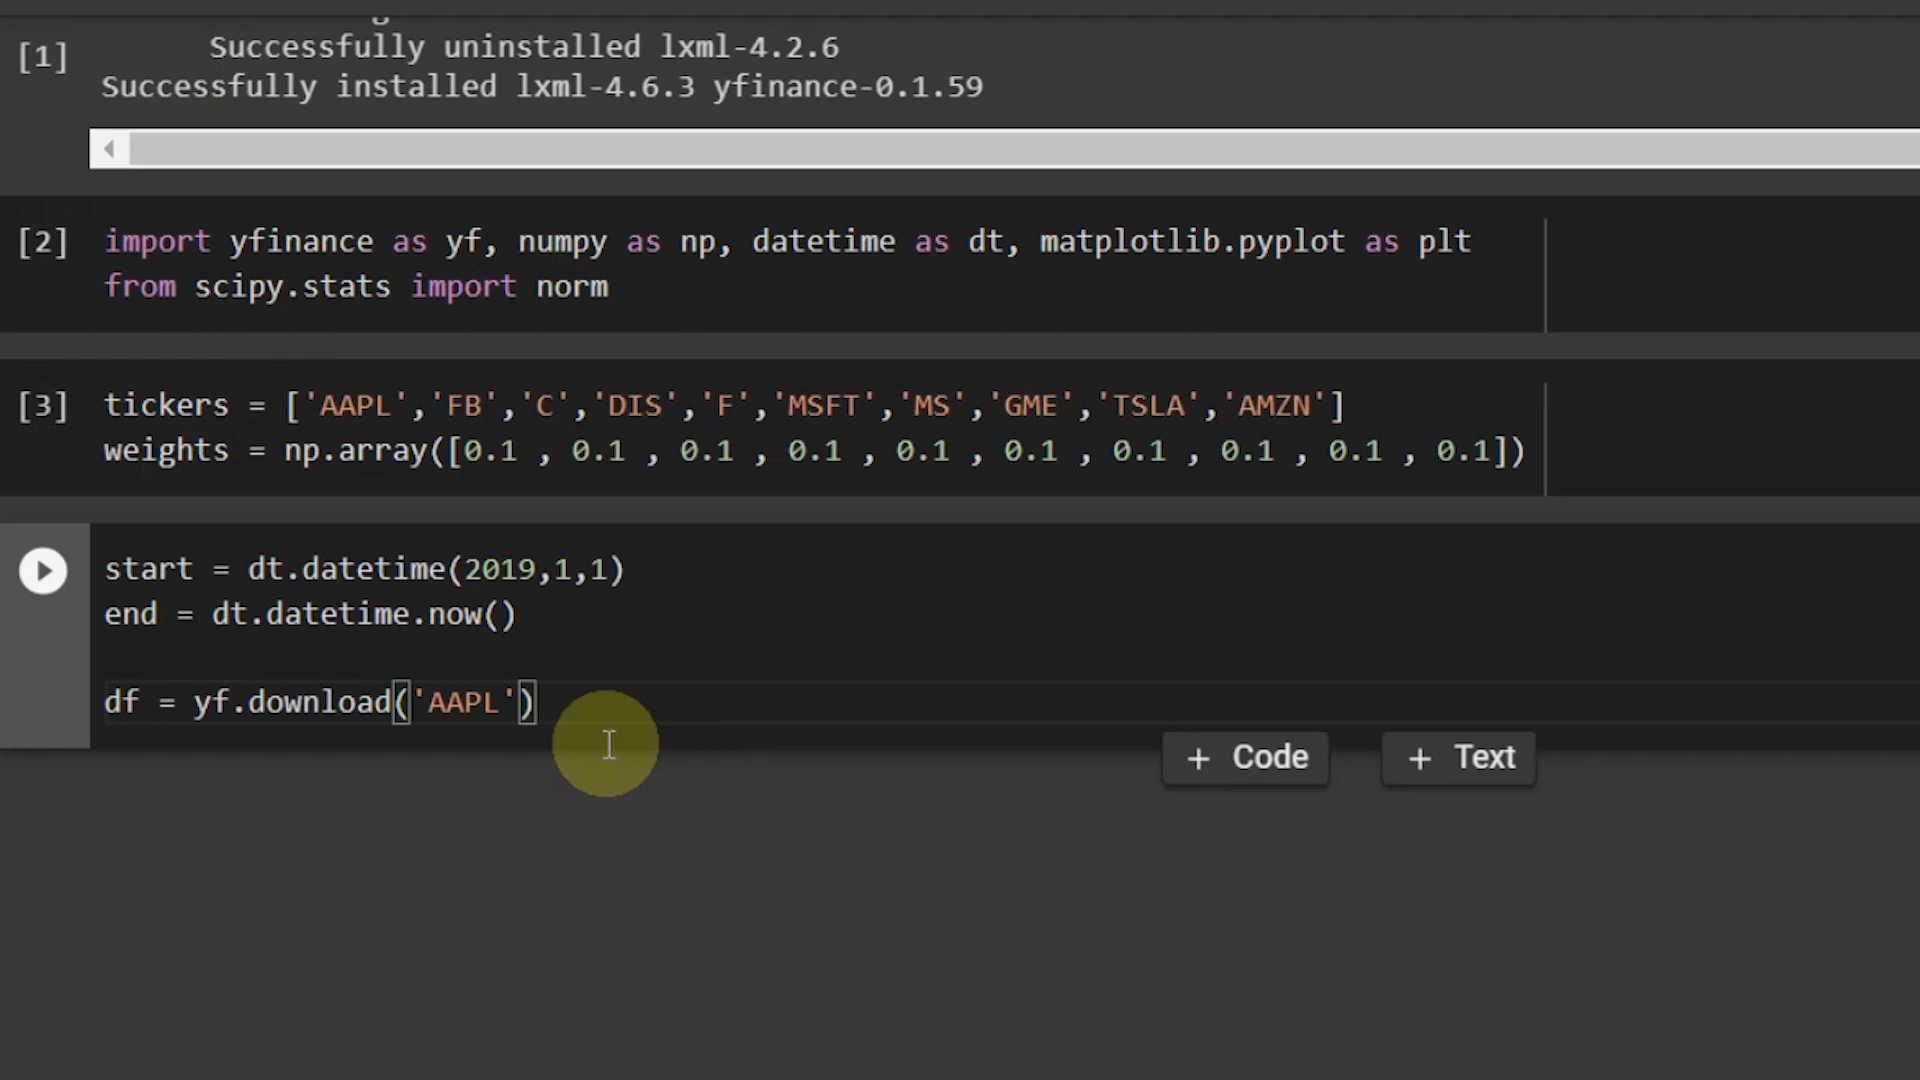 [1]
Successfully uninstalled lxml-4.2.6
Successfully installed lxml-4.6.3 yfinance-0.1.59
[2]
import yfinance as yf, numpy as np, datetime as dt, matplotlib.pyplot as plt
from scipy.stats import norm
[3]
tickers = ['AAPL','FB','C','DIS','F','MSFT','MS','GME','TSLA','AMZN']
weights = np.array([0.1 , 0.1 , 0.1 , 0.1 , 0.1 , 0.1 , 0.1 , 0.1 , 0.1 , 0.1])
start = dt.datetime(2019,1,1)
end = dt.datetime.now()
df = yf.download('AAPL')
+ Code
+ Text